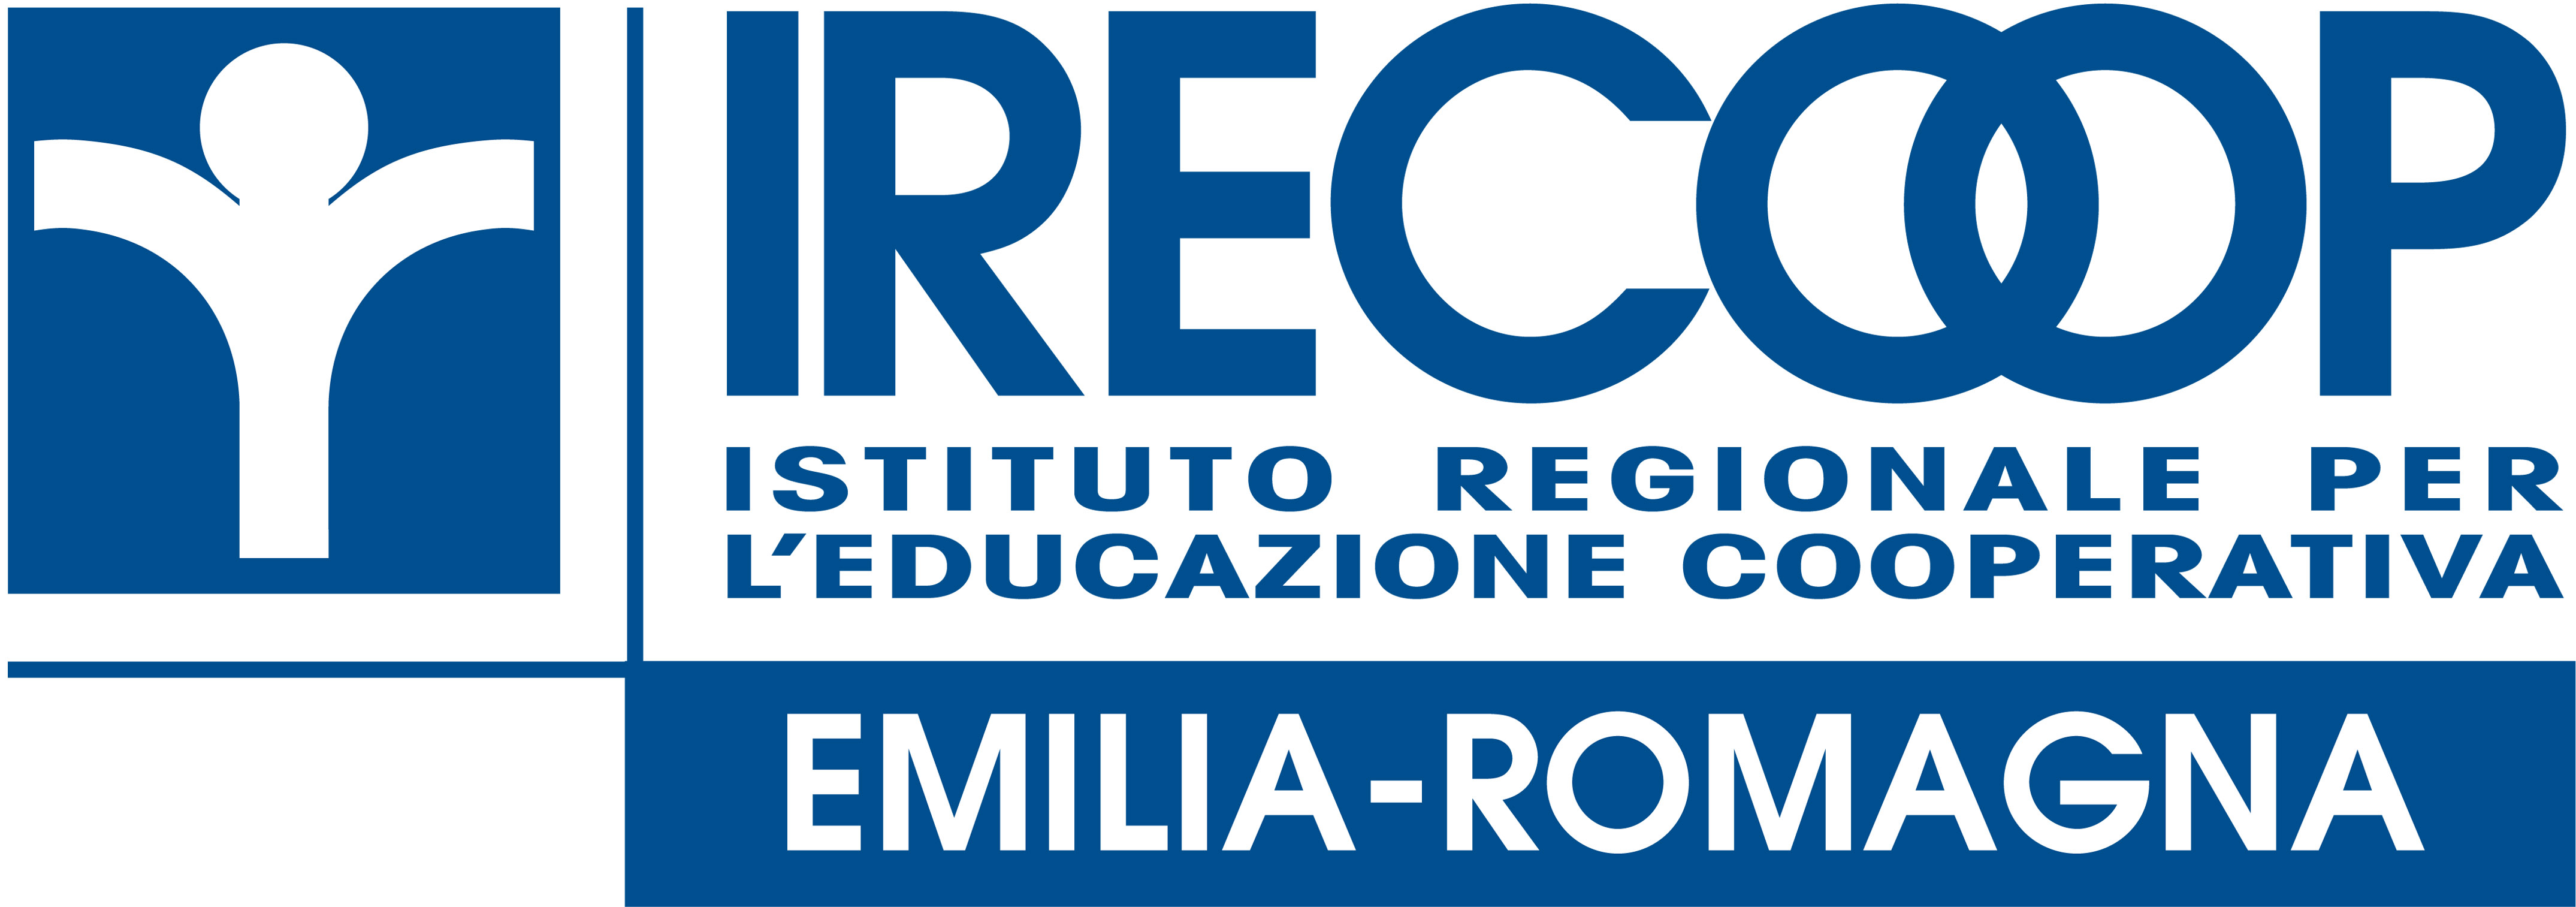 IRECOOP
ISTITUTO REGIONALE PER
L'EDUCAZIONE COOPERATIVA
EMILIA-ROMAGNA